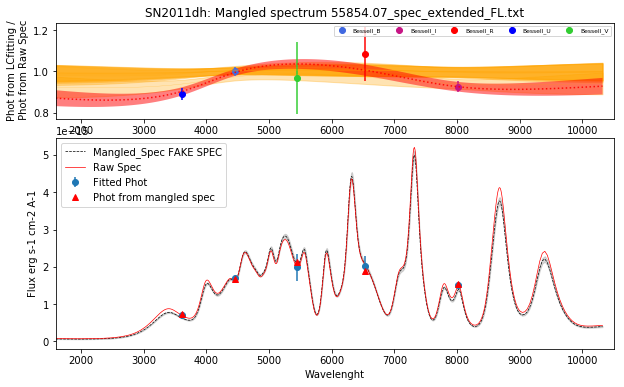 SN2011dh: Mangled spectrum 55854.07_spec_extended_FL.txt
Phot from LCfitting /
Phot from Raw Spec
1.2
1.0
0.8
Bessell_B
Bessell_I
Bessell_R
Bessell_U
Bessell_V
2000 3000 4000 5000 6000 7000 8000 9000 10000
Flux erg s-1 cm-2 A-1
5
4
3
2
1
0
Mangled_Spec FAKE SPEC
Raw Spec
Fitted Phot
Phot from mangled spec
2000 3000 4000 5000 6000 7000 8000 9000 10000
Wavelenght